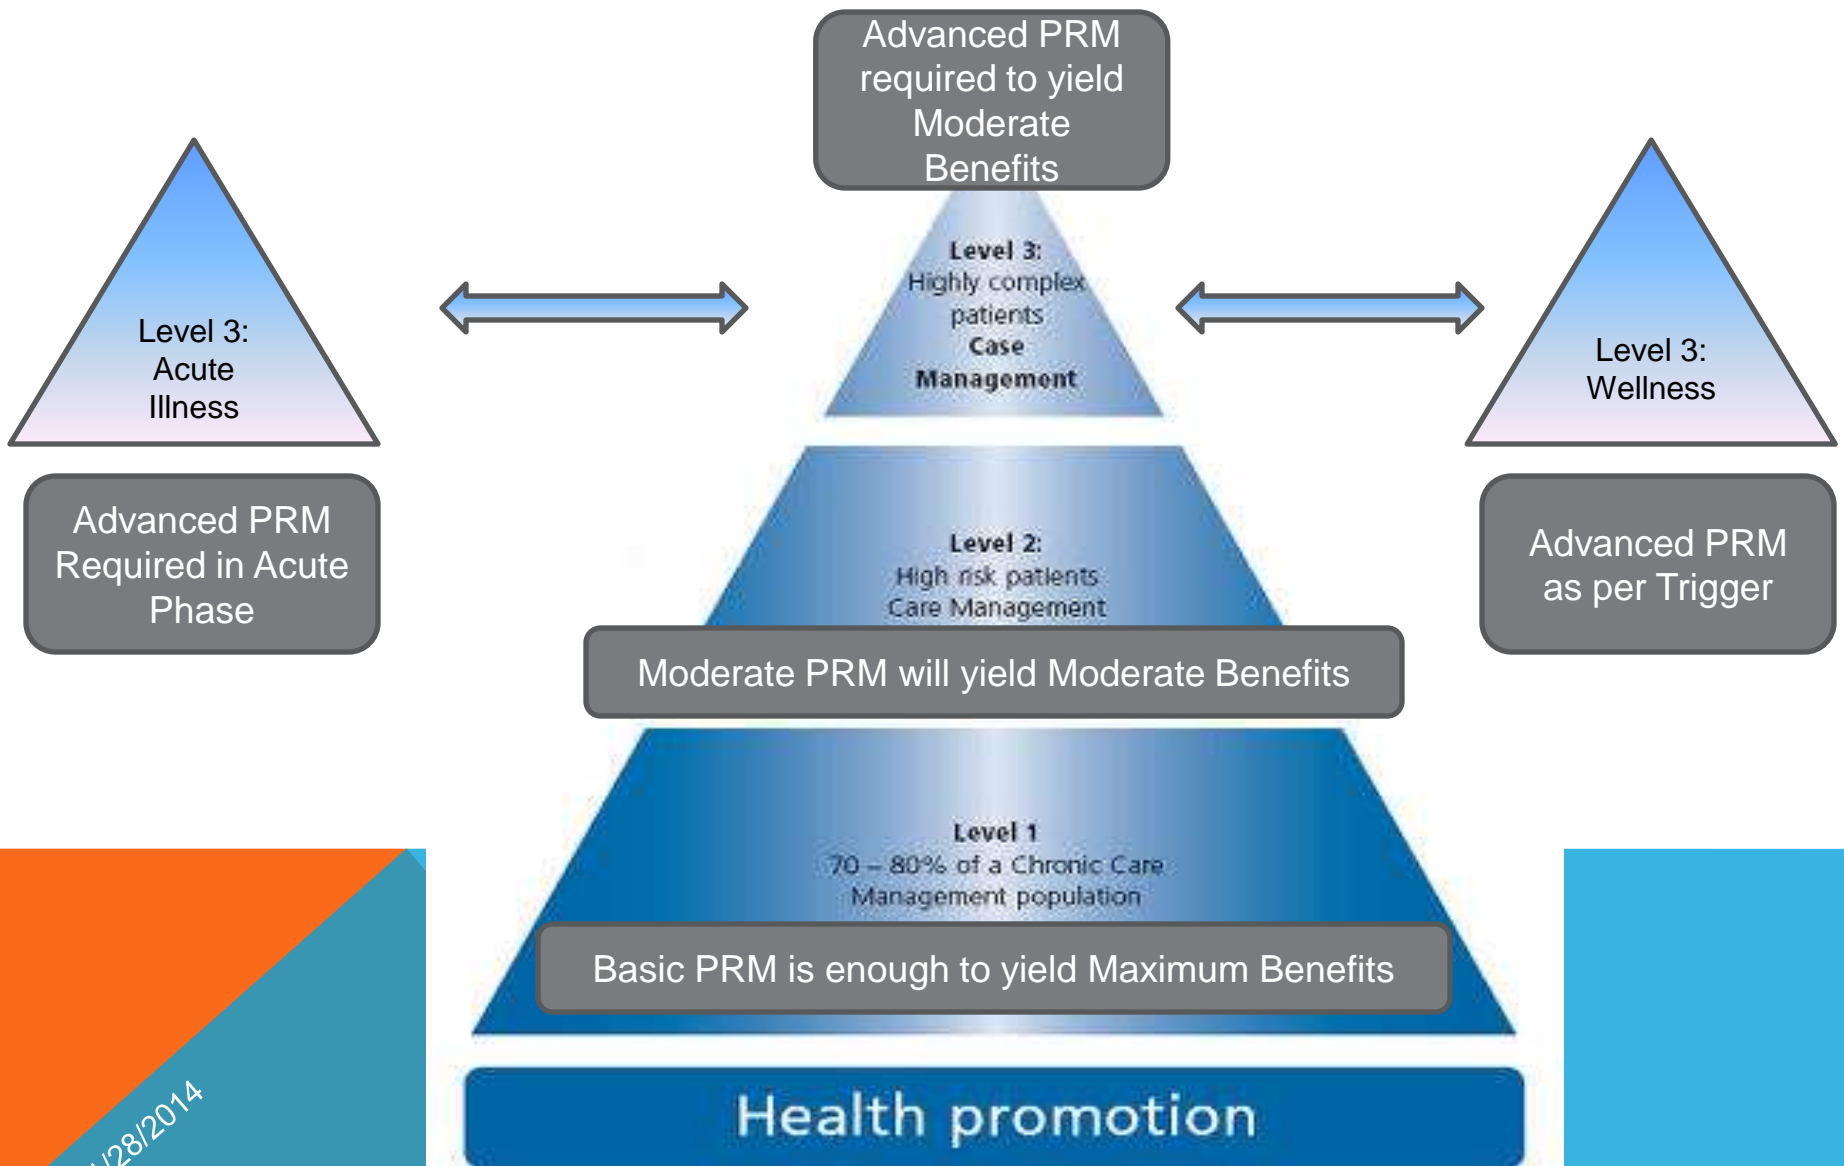 Advanced PRM
required to yield
Moderate
Benefits
Level 3:
Acute
Illness
Level 3:
Highly complex
patients
Case
Management
Level 3:
Wellness
Advanced PRM
Required in Acute
Phase
Level 2:
High risk patients
Care Management
Advanced PRM
as per Trigger
Moderate PRM will yield Moderate Benefits
Level 1
70 – 80% of a Chronic Care
Management population
Basic PRM is enough to yield Maximum Benefits
Health promotion
/28/2014